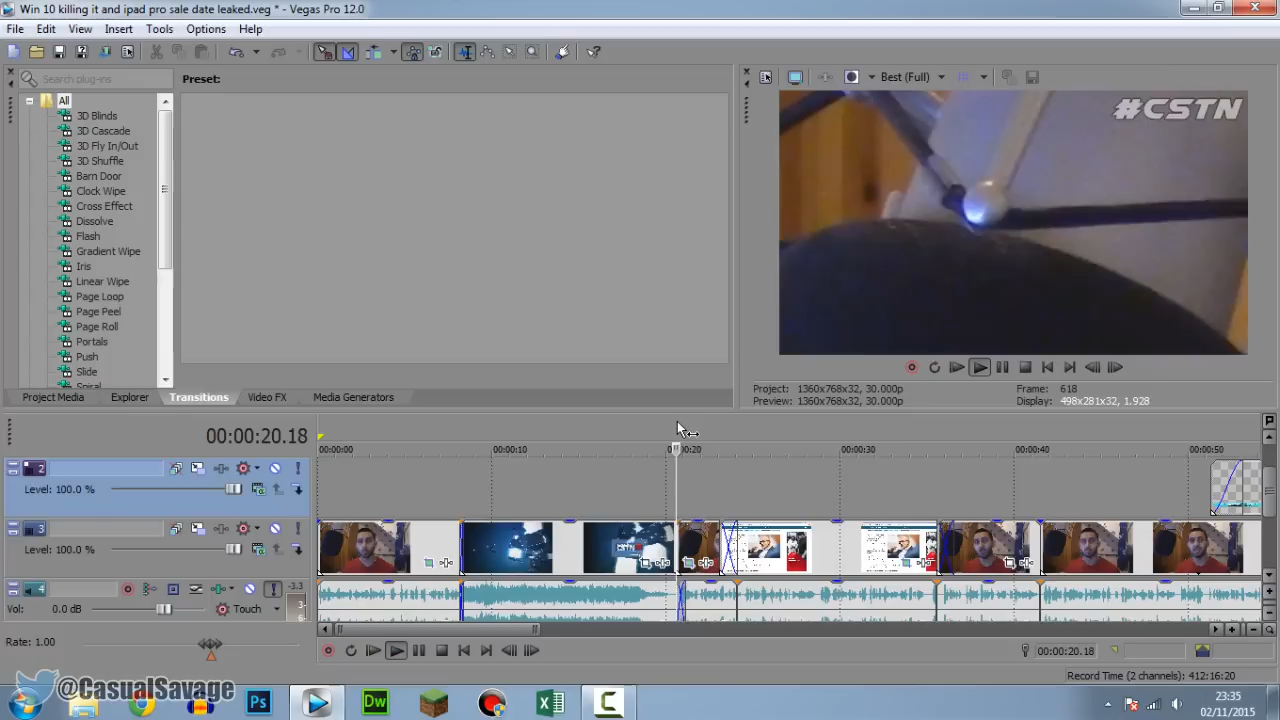 Win 10 killing it and ipad pro sale date leaked.veg * - Vegas Pro 12.0
File Edit View Insert Tools Options Help
Search plug-ins
Preset:
Best (Full)
All
3D Blinds
3D Cascade
3D Fly In/Out
3D Shuffle
Barn Door
Clock Wipe
Cross Effect
Dissolve
Flash
Gradient Wipe
Iris
Linear Wipe
Page Loop
Page Peel
Page Roll
Portals
Push
Slide
Spiral
#CSTN
Project: 1360x768x32, 30.000p
Preview: 1360x768x32, 30.000p
Frame: 618
Display: 498x281x32, 1.928
Project Media Explorer Transitions Video FX Media Generators
00:00:20.18
00:00:00 00:00:10 00:00:20 00:00:30 00:00:40 00:00:50
2
Level: 100.0 %
3
Level: 100.0 %
4
-3.3
Vol: 0.0 dB
Touch
Rate: 1.00
00:00:20.18
Record Time (2 channels): 412:16:20
@CasualSavage
Ps
Dw
23:35
02/11/2015